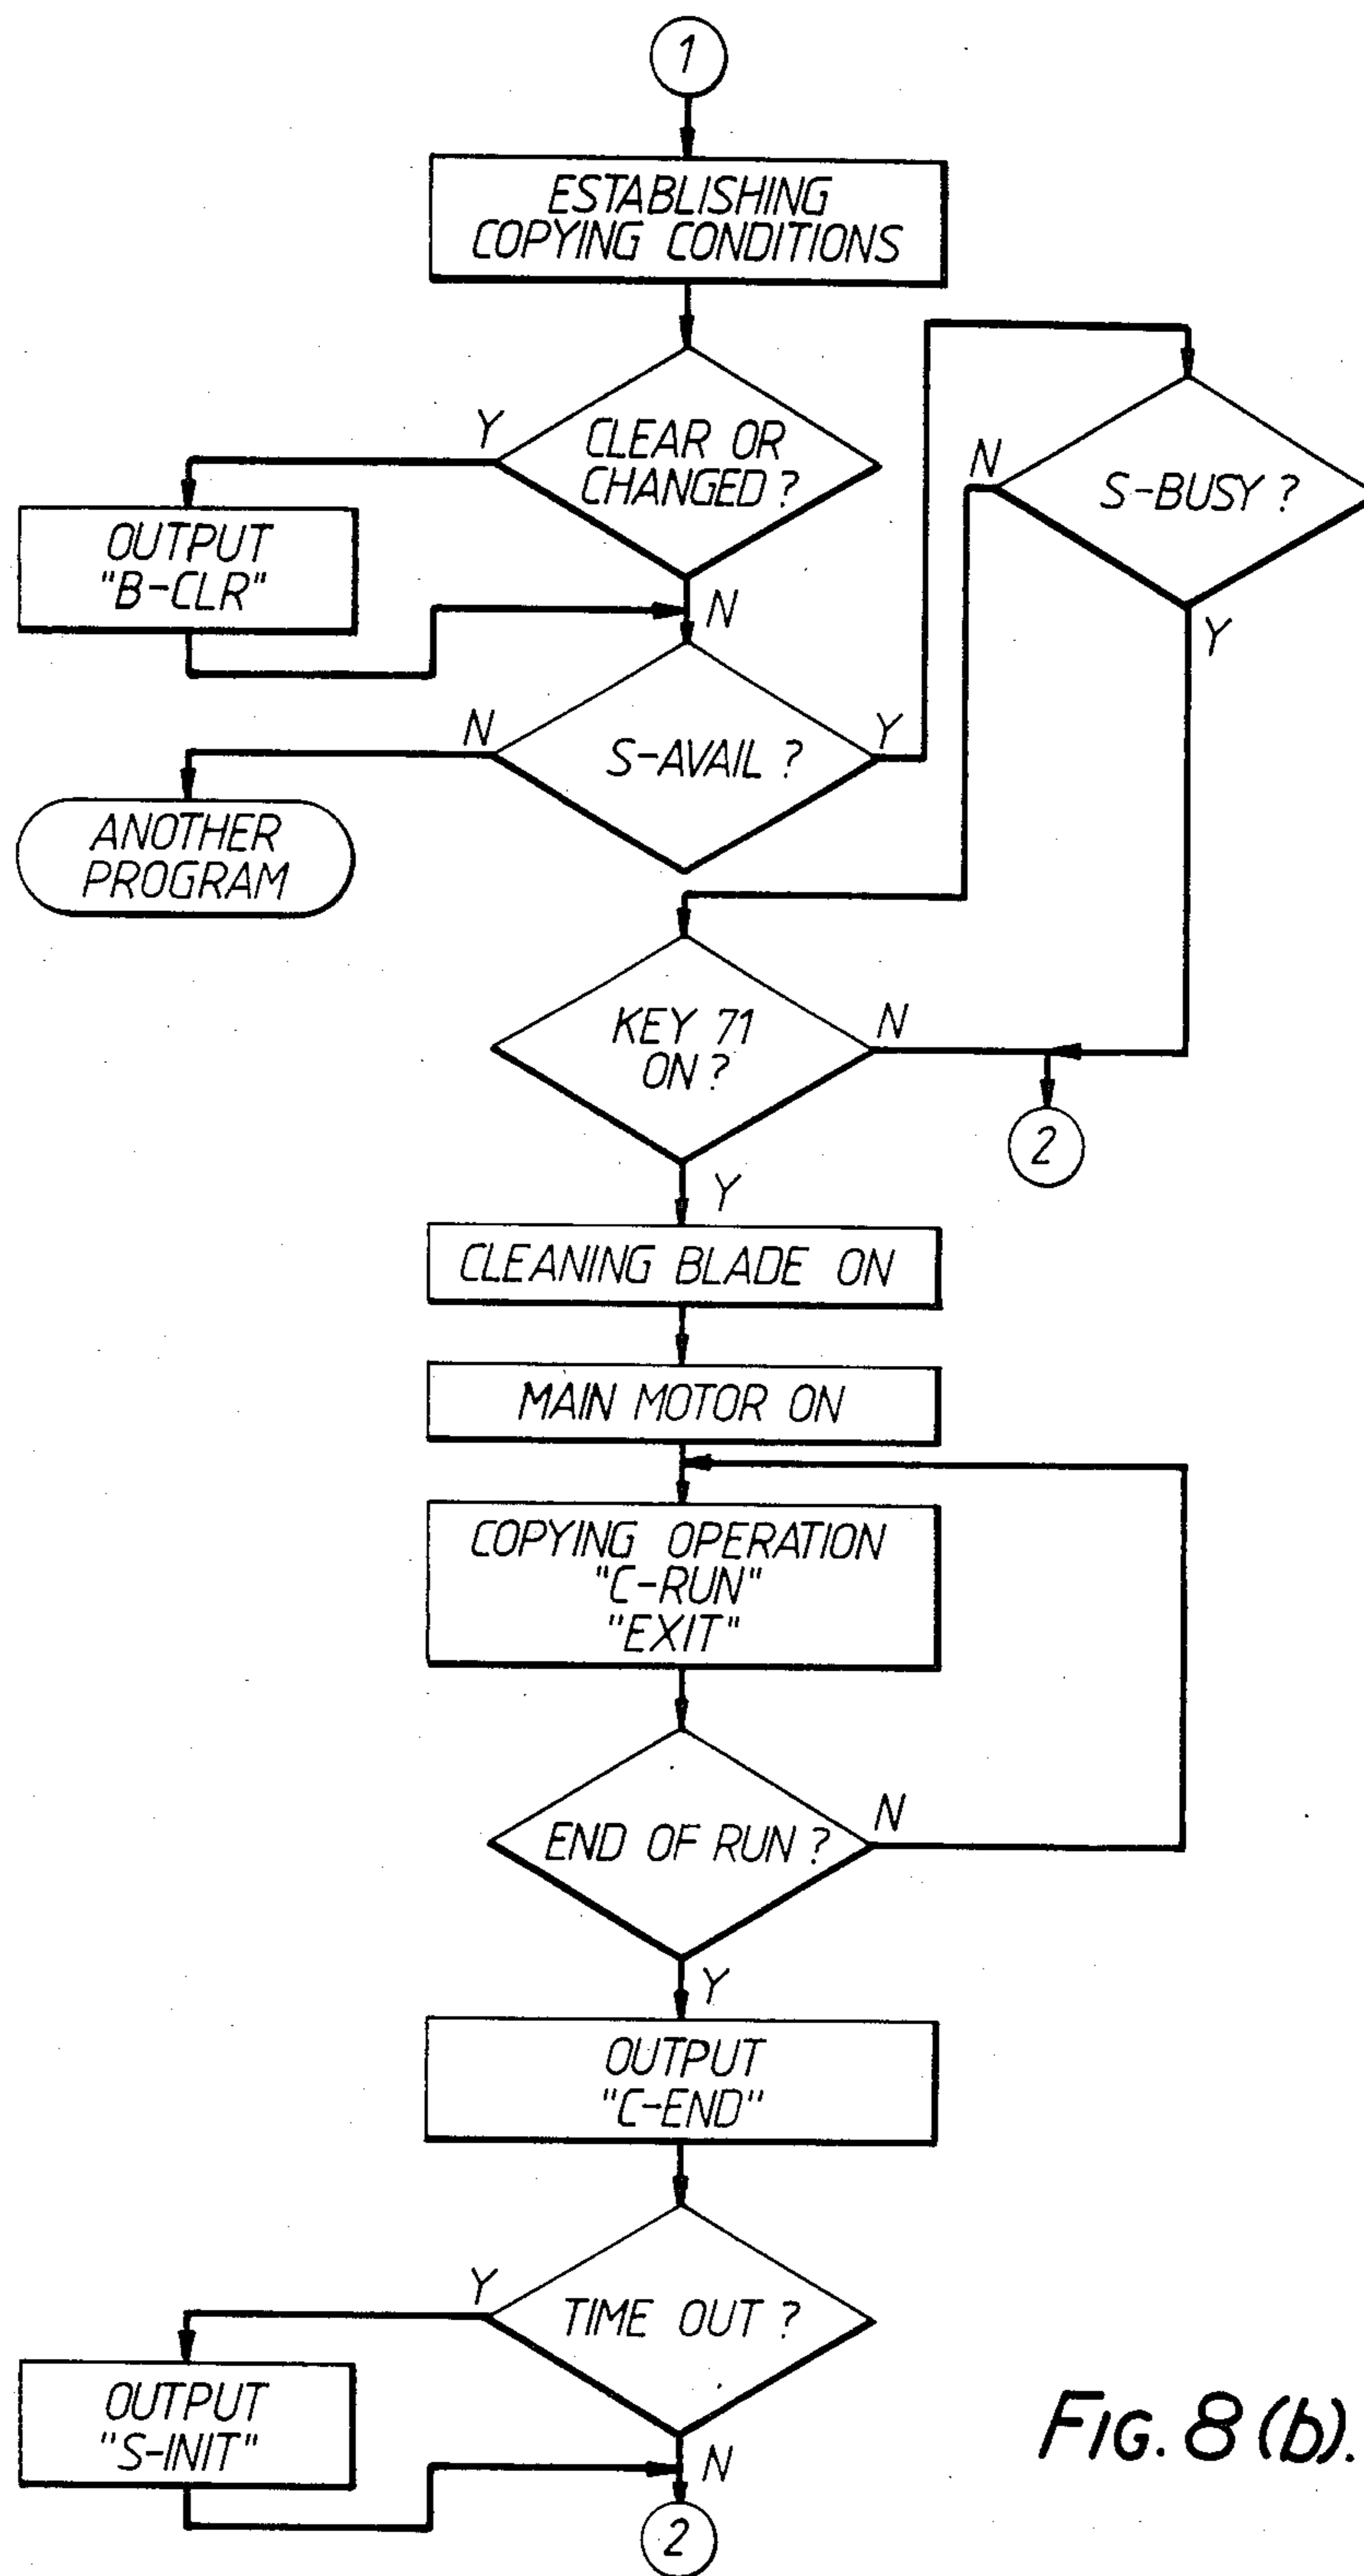 1
ESTABLISHING
COPYING CONDITIONS
Y
CLEAR OR
CHANGED ?
N
S-BUSY ?
OUTPUT
"B-CLR"
N
Y
N
S-AVAIL ?
Y
ANOTHER
PROGRAM
KEY 71
ON ?
N
2
Y
CLEANING BLADE ON
MAIN MOTOR ON
COPYING OPERATION
"C-RUN"
"EXIT"
END OF RUN ?
N
Y
OUTPUT
"C-END"
Y
TIME OUT ?
OUTPUT
"S-INIT"
N
2
FIG. 8 (b).